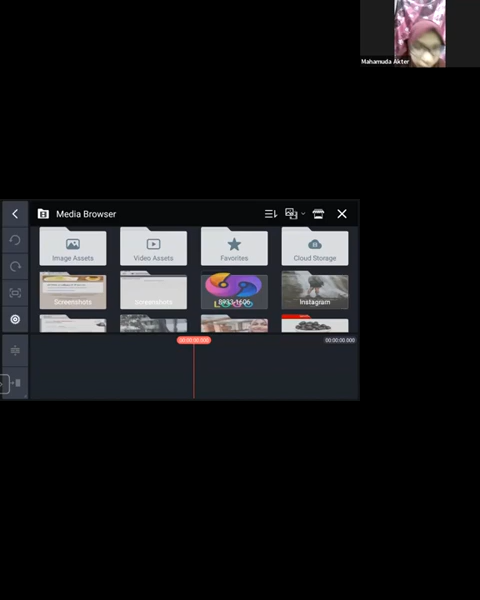 Mahamuda Akter
Media Browser
Image Assets
Video Assets
Favorites
Cloud Storage
Screenshots
Screenshots
Instagram
00:00:00.000
00:00:00.000